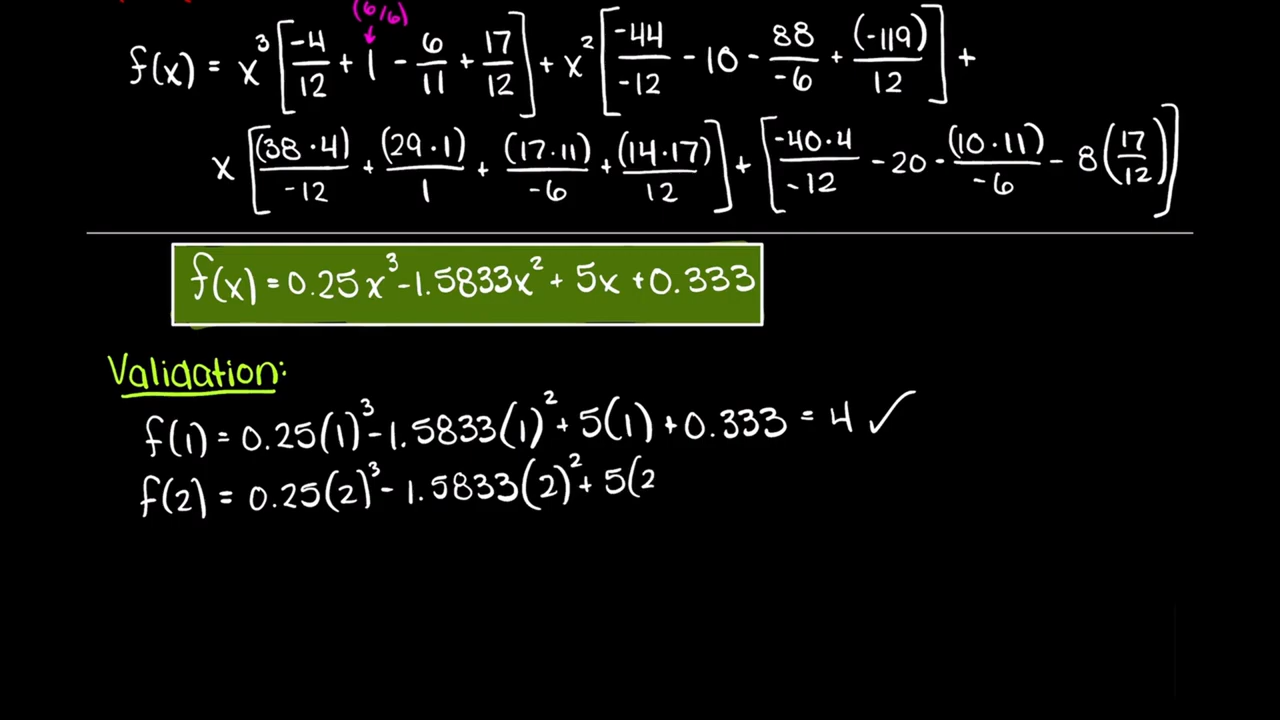 (6/6)
f(x) = x³ [ -4/12 + 1 - 6/11 + 17/12 ] + x² [ -44/-12 - 10 - 88/-6 + (-119)/12 ] +
x [ (38·4)/-12 + (29·1)/1 + (17·11)/-6 + (14·17)/12 ] + [ -40·4/-12 - 20 - (10·11)/-6 - 8(17/12) ]
f(x) = 0.25x³ - 1.5833x² + 5x + 0.333
Validation:
f(1) = 0.25(1)³ - 1.5833(1)² + 5(1) + 0.333 = 4 ✓
f(2) = 0.25(2)³ - 1.5833(2)² + 5(2